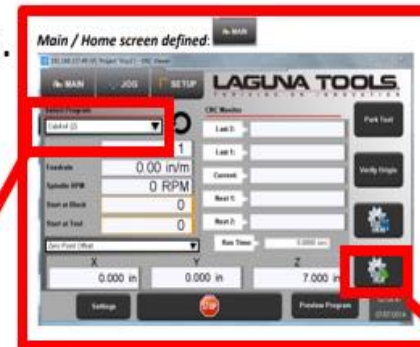 Main / Home screen defined: MAIN
MAIN
JOG
SETUP
LAGUNA TOOLS
Select Program
CNC Monitor
Park Tool
Last 2:
1
Last 1:
Feedrate
0.00 in/m
Current
Verify Origin
Spindle RPM
0 RPM
Next 1:
Start at Block
0
Next 2:
Start at Tool
0
Run Time
Zero Point Offset
X
Y
Z
0.000 in
0.000 in
7.000 in
Settings
STOP
Preview Program